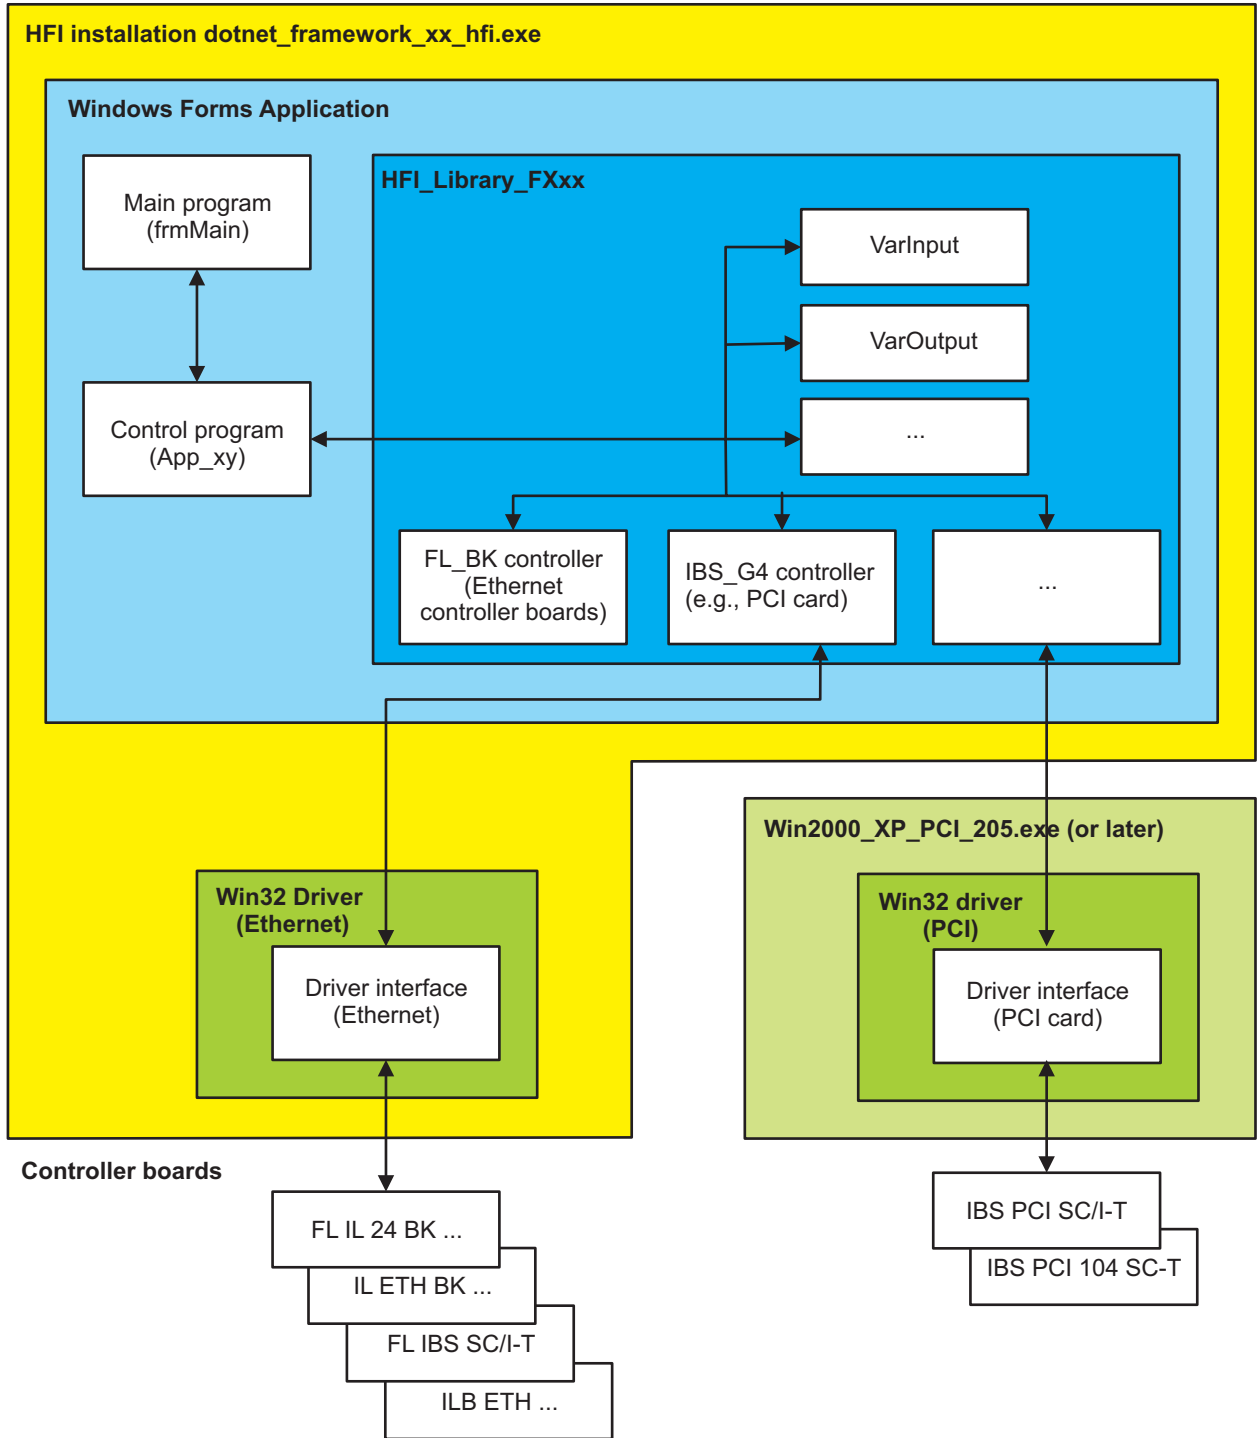 HFI installation dotnet_framework_xx_hfi.exe
Windows Forms Application
Main program
(frmMain)
HFI_Library_FXxx
VarInput
VarOutput
...
Control program
(App_xy)
FL_BK controller
(Ethernet
controller boards)
IBS_G4 controller
(e.g., PCI card)
...
Win32 Driver
(Ethernet)
Driver interface
(Ethernet)
Win2000_XP_PCI_205.exe (or later)
Win32 driver
(PCI)
Driver interface
(PCI card)
Controller boards
FL IL 24 BK ...
IL ETH BK ...
FL IBS SC/I-T
ILB ETH ...
IBS PCI SC/I-T
IBS PCI 104 SC-T